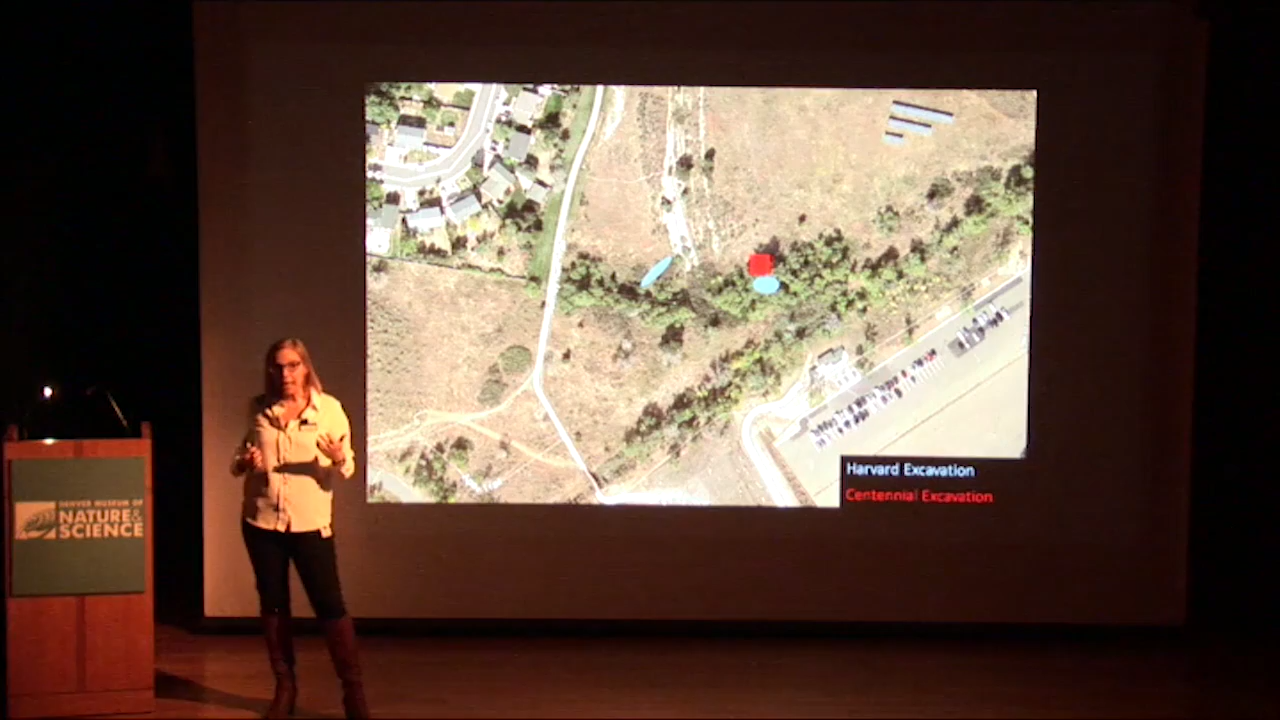 DENVER MUSEUM OF
NATURE &
SCIENCE
Harvard Excavation
Centennial Excavation